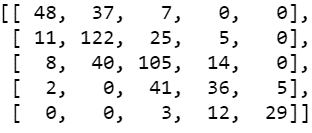 [[ 48, 37, 7, 0, 0],
[ 11, 122, 25, 5, 0],
[ 8, 40, 105, 14, 0],
[ 2, 0, 41, 36, 5],
[ 0, 0, 3, 12, 29]]